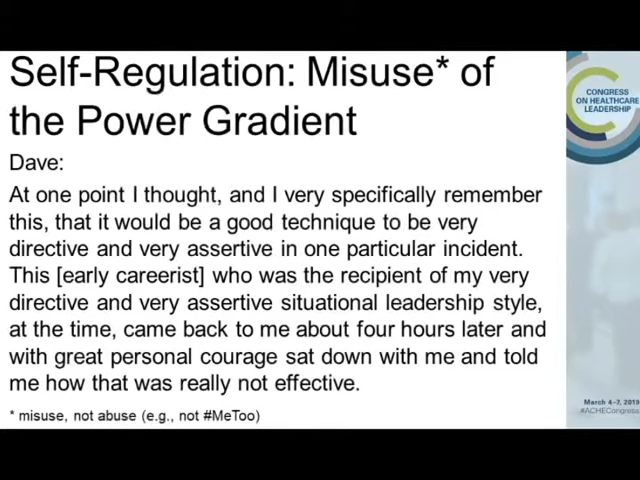 Self-Regulation: Misuse* of
the Power Gradient
Dave:
At one point I thought, and I very specifically remember
this, that it would be a good technique to be very
directive and very assertive in one particular incident.
This [early careerist] who was the recipient of my very
directive and very assertive situational leadership style,
at the time, came back to me about four hours later and
with great personal courage sat down with me and told
me how that was really not effective.
* misuse, not abuse (e.g., not #MeToo)
CONGRESS
ON HEALTHCARE
LEADERSHIP
March 4-7, 2019
#ACHECongress